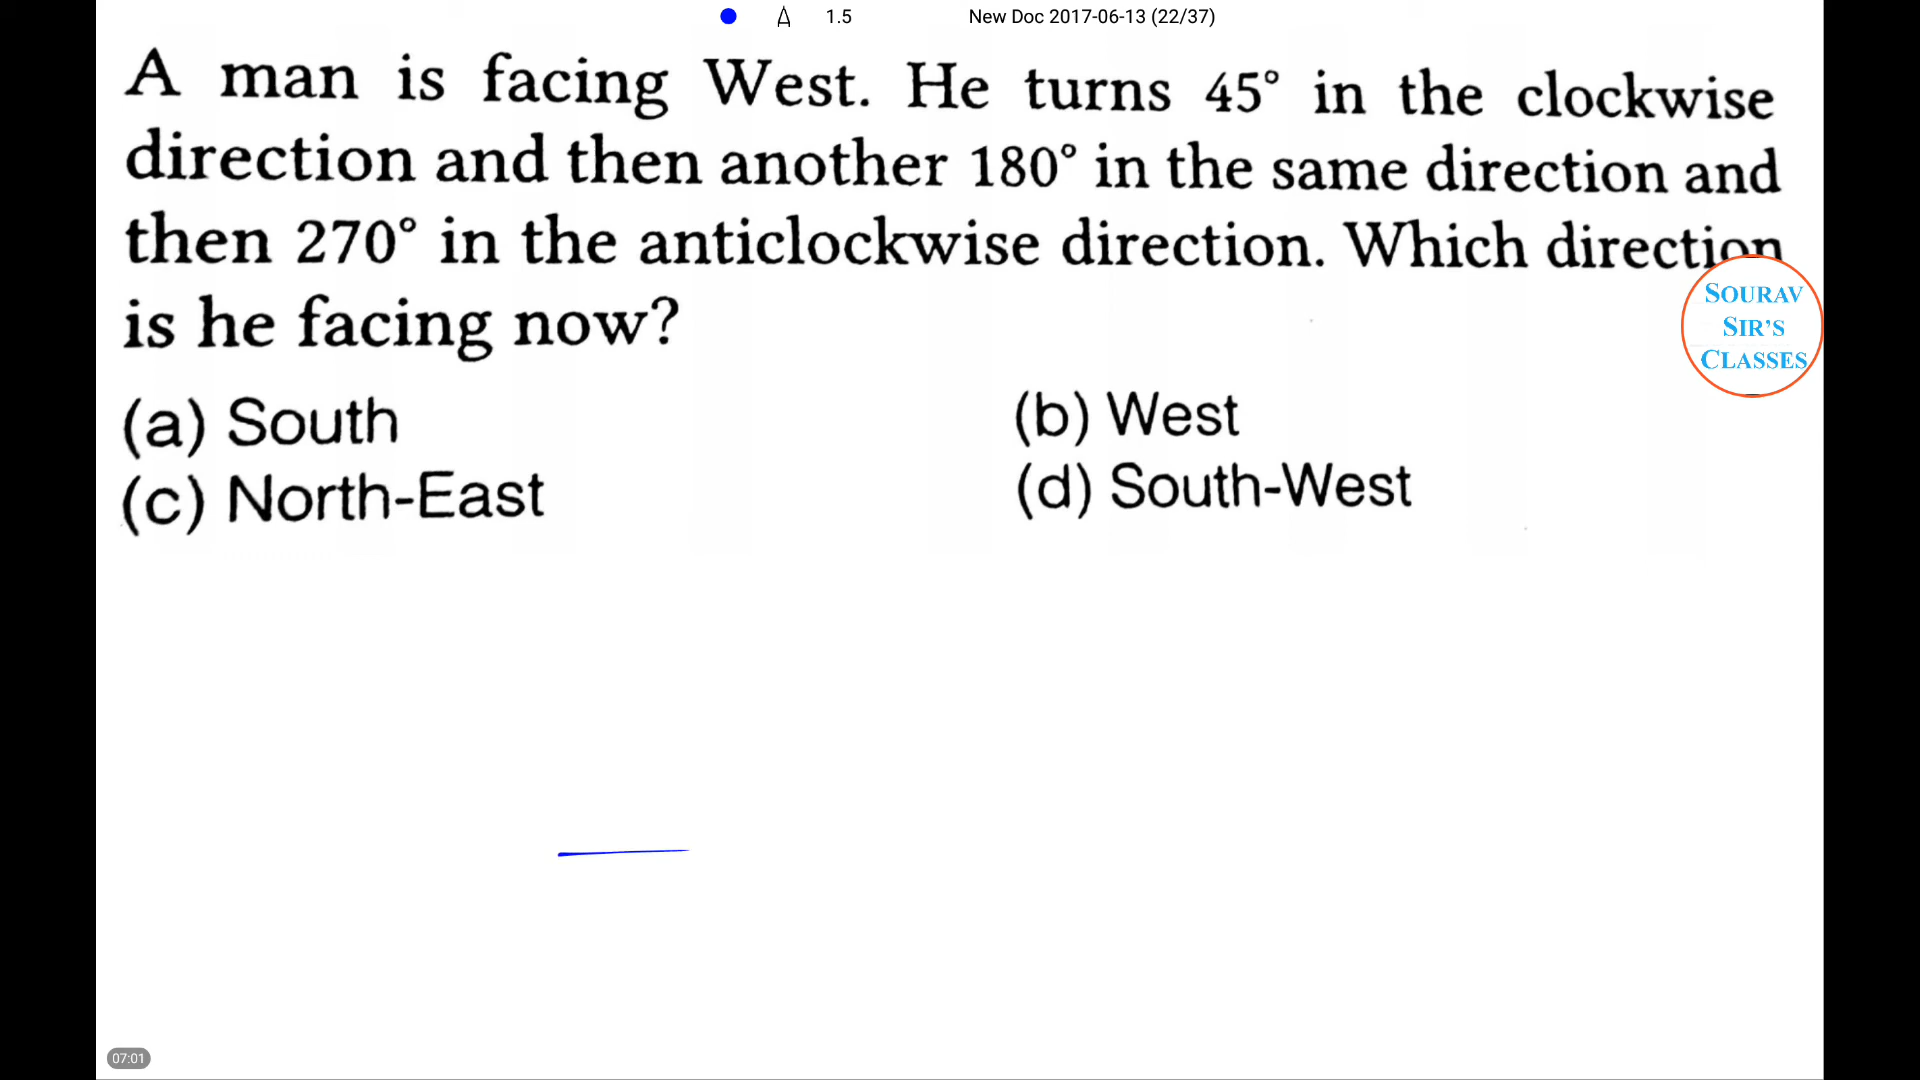 1.5 New Doc 2017-06-13 (22/37)
A man is facing West. He turns 45° in the clockwise
direction and then another 180° in the same direction and
then 270° in the anticlockwise direction. Which direction
is he facing now?
SOURAV
SIR'S
CLASSES
(a) South (b) West
(c) North-East (d) South-West
07:01